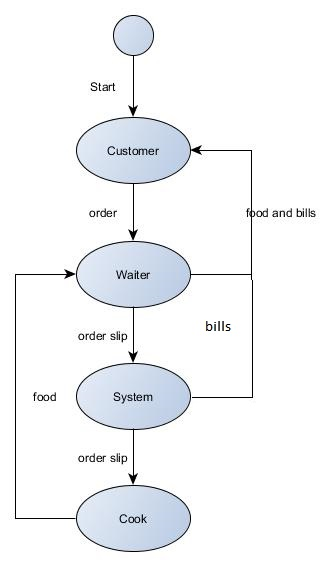 Start
Customer
order
food and bills
Waiter
order slip
bills
System
food
order slip
Cook